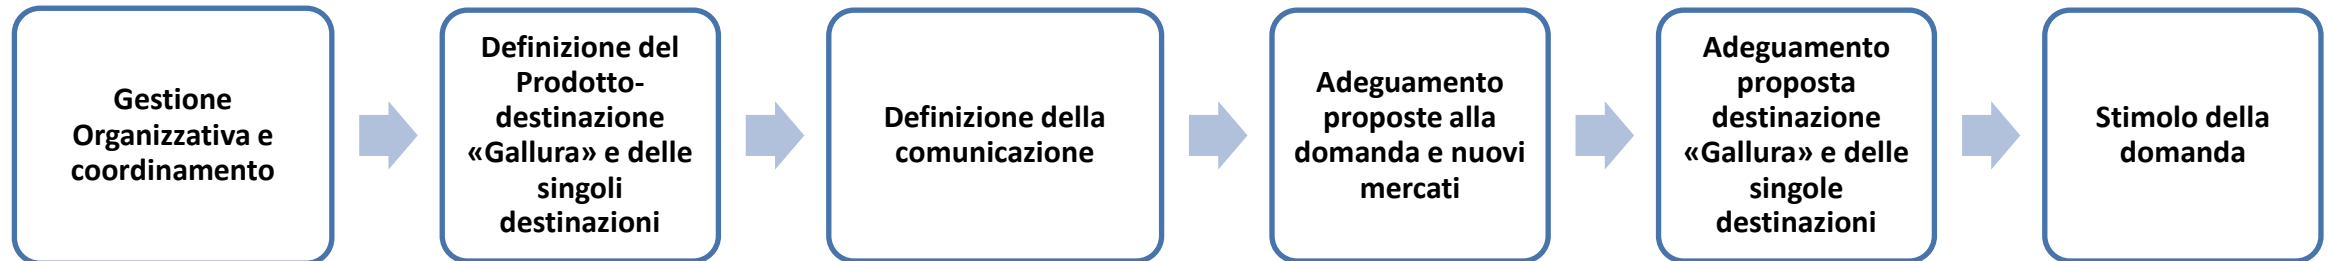 Gestione
Organizzativa e
coordinamento
Definizione del
Prodotto-
destinazione
«Gallura» e delle
singoli
destinazioni
Definizione della
comunicazione
Adeguamento
proposte alla
domanda e nuovi
mercati
Adeguamento
proposta
destinazione
«Gallura» e delle
singole
destinazioni
Stimolo della
domanda